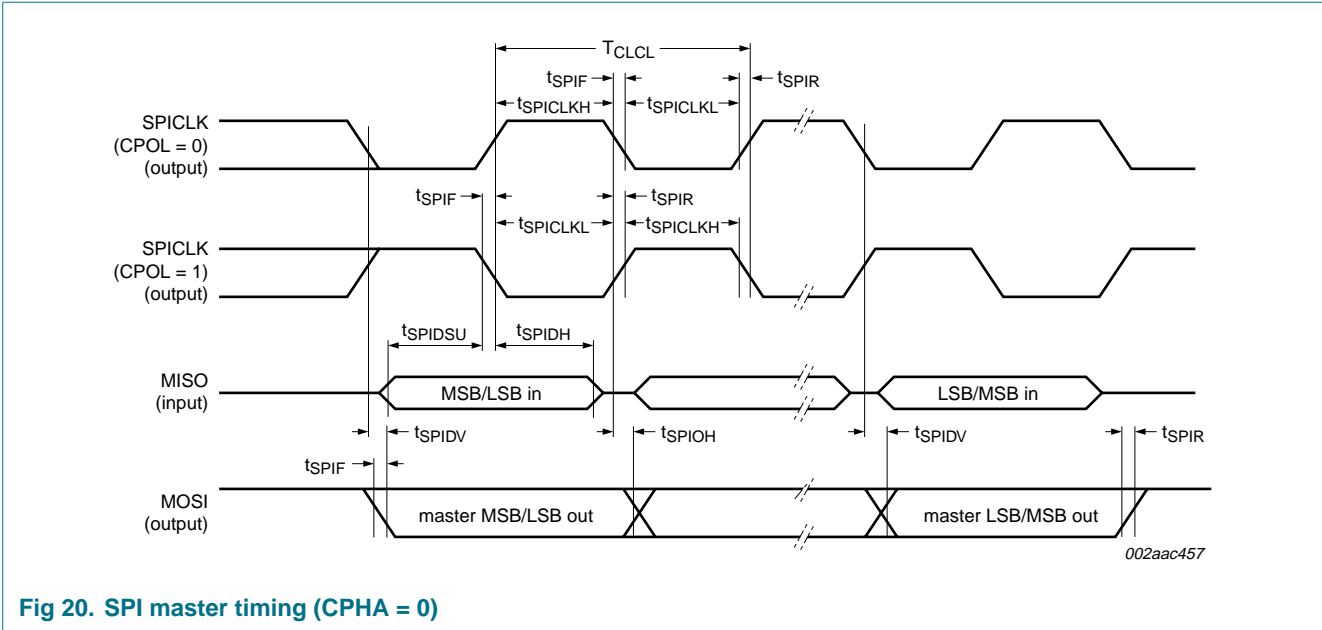 TCLCL
tSPIF
tSPIR
tSPICLKH
tSPICLKL
SPICLK
(CPOL = 0)
(output)
tSPIF
tSPIR
tSPICLKL
tSPICLKH
SPICLK
(CPOL = 1)
(output)
tSPIDSU
tSPIDH
MISO
(input)
MSB/LSB in
LSB/MSB in
tSPIDV
tSPIOH
tSPIDV
tSPIR
tSPIF
MOSI
(output)
master MSB/LSB out
master LSB/MSB out
002aac457
Fig 20. SPI master timing (CPHA = 0)